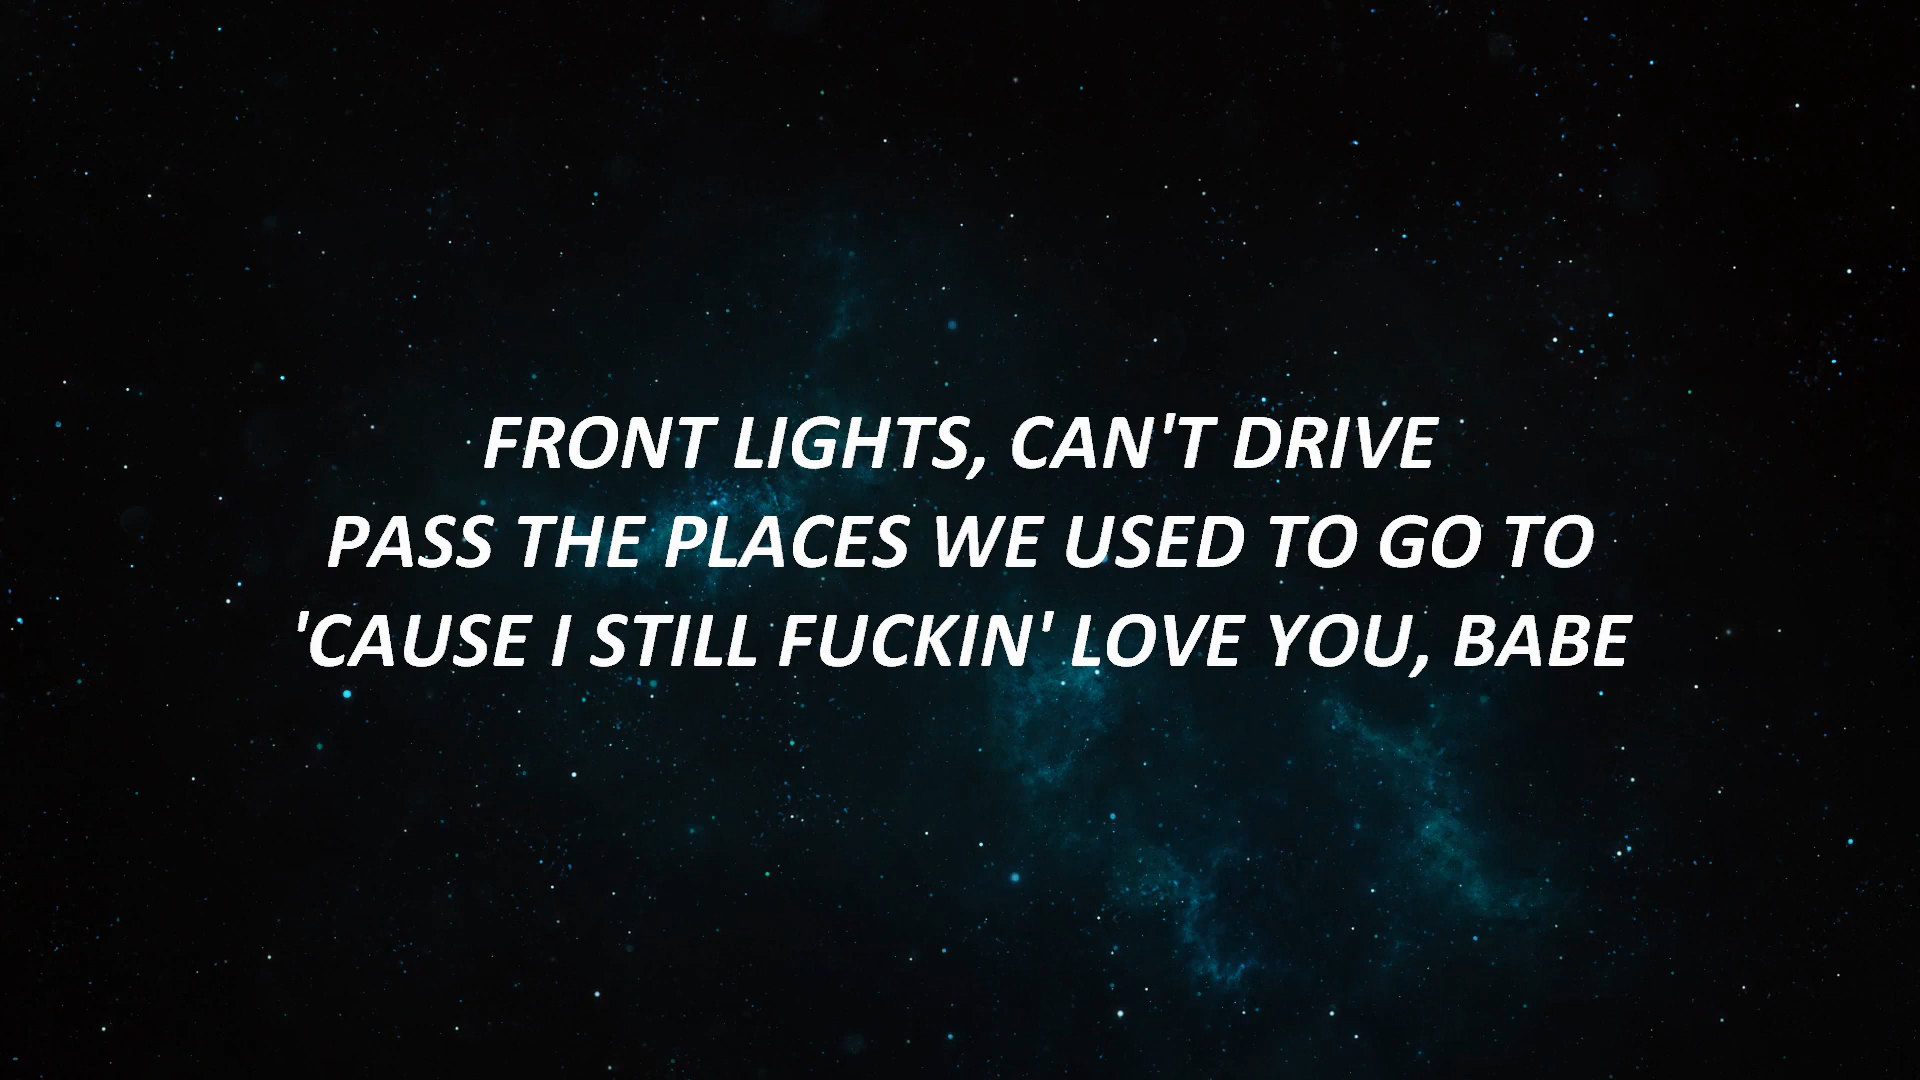 FRONT LIGHTS, CAN'T DRIVE
PASS THE PLACES WE USED TO GO TO
'CAUSE I STILL FUCKIN' LOVE YOU, BABE